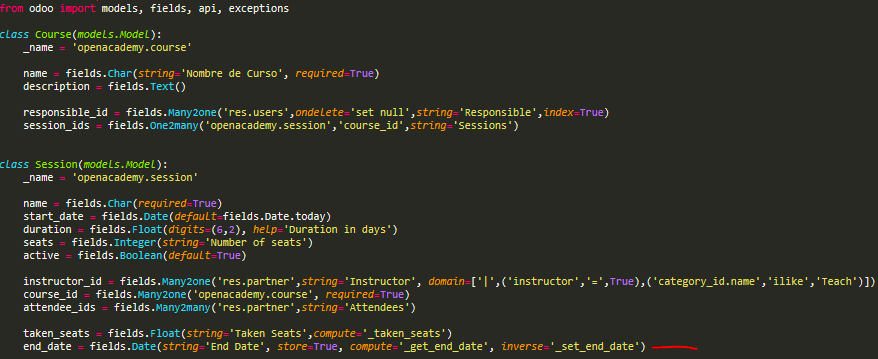 from odoo import models, fields, api, exceptions
class Course(models.Model):
_name = 'openacademy.course'
name = fields.Char(string='Nombre de Curso', required=True)
description = fields.Text()
responsible_id = fields.Many2one('res.users',ondelete='set null',string='Responsible',index=True)
session_ids = fields.One2many('openacademy.session','course_id',string='Sessions')
class Session(models.Model):
_name = 'openacademy.session'
name = fields.Char(required=True)
start_date = fields.Date(default=fields.Date.today)
duration = fields.Float(digits=(6,2), help='Duration in days')
seats = fields.Integer(string='Number of seats')
active = fields.Boolean(default=True)
instructor_id = fields.Many2one('res.partner',string='Instructor', domain=['|',('instructor','=',True),('category_id.name','ilike','Teach')])
course_id = fields.Many2one('openacademy.course', required=True)
attendee_ids = fields.Many2many('res.partner',string='Attendees')
taken_seats = fields.Float(string='Taken Seats',compute='_taken_seats')
end_date = fields.Date(string='End Date', store=True, compute='_get_end_date', inverse='_set_end_date')